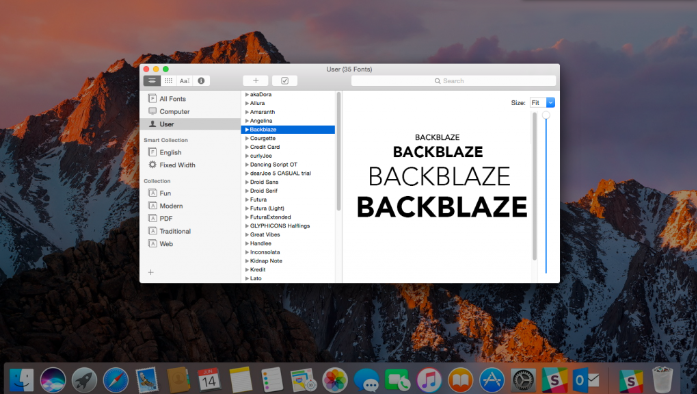 User (36 Fonts)
Search
All Fonts
Computer
User
Smart Collection
English
Fixed Width
Collection
Fun
Modern
PDF
Traditional
Web
akaDora
Allura
Amaranth
Angelina
Backblaze
Courgette
Credit Card
curlyJoe
Dancing Script OT
dearJoe 5 CASUAL trial
Droid Sans
Droid Serif
Futura
Futura (Light)
FuturaExtended
GLYPHICONS Halflings
Great Vibes
Handlee
Inconsolata
Kidnap Note
Kredit
Lato
Size: Fit
BACKBLAZE
BACKBLAZE
BACKBLAZE
BACKBLAZE
14